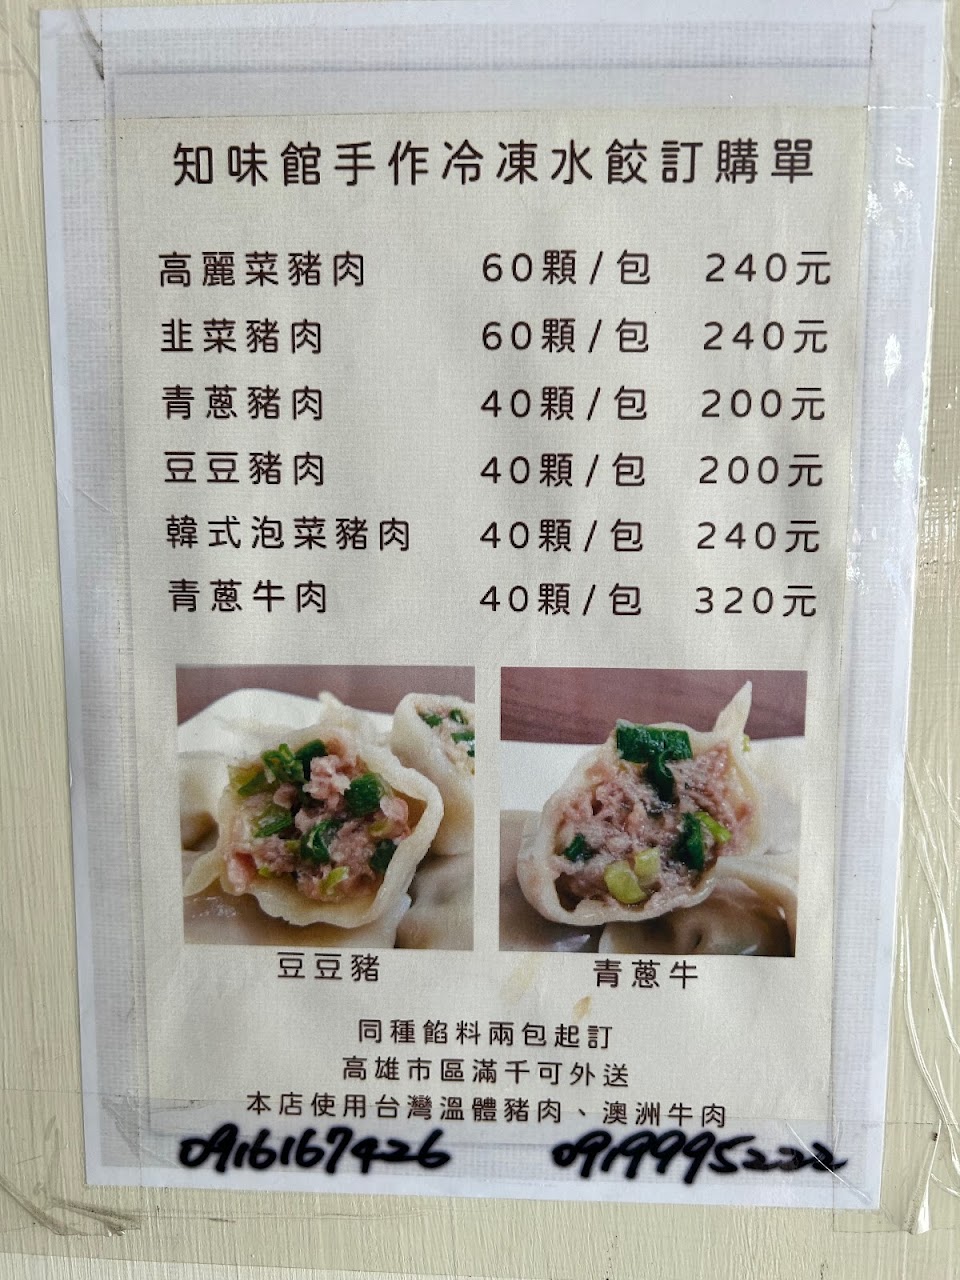 知味館手作冷凍水餃訂購單
高麗菜豬肉 60顆/包 240元
韭菜豬肉 60顆/包 240元
青蔥豬肉 40顆/包 200元
豆豆豬肉 40顆/包 200元
韓式泡菜豬肉 40顆/包 240元
青蔥牛肉 40顆/包 320元
豆豆豬 青蔥牛
同種餡料兩包起訂
高雄市區滿千可外送
本店使用台灣溫體豬肉、澳洲牛肉
0916167426 0919995222